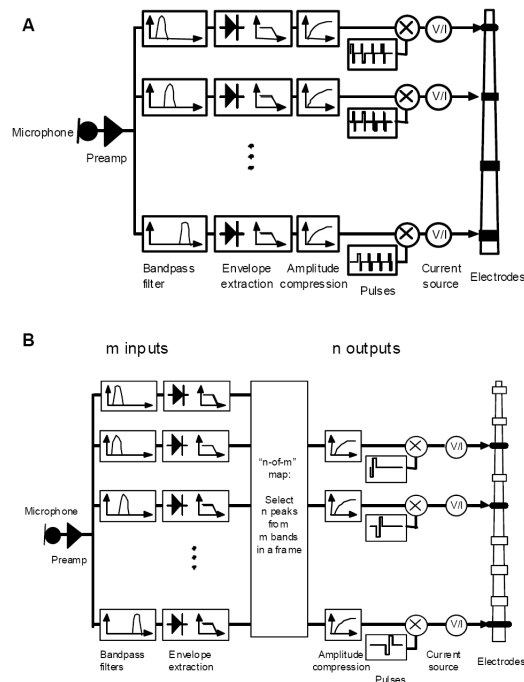 A
Microphone
Preamp
V/I
V/I
V/I
Bandpass
filter
Envelope
extraction
Amplitude
compression
Pulses
Current
source
Electrodes
B
m inputs
n outputs
Microphone
Preamp
"n-of-m"
map:
Select
n peaks
from
m bands
in a frame
V/I
V/I
V/I
Bandpass
filters
Envelope
extraction
Amplitude
compression
Pulses
Current
source
Electrodes